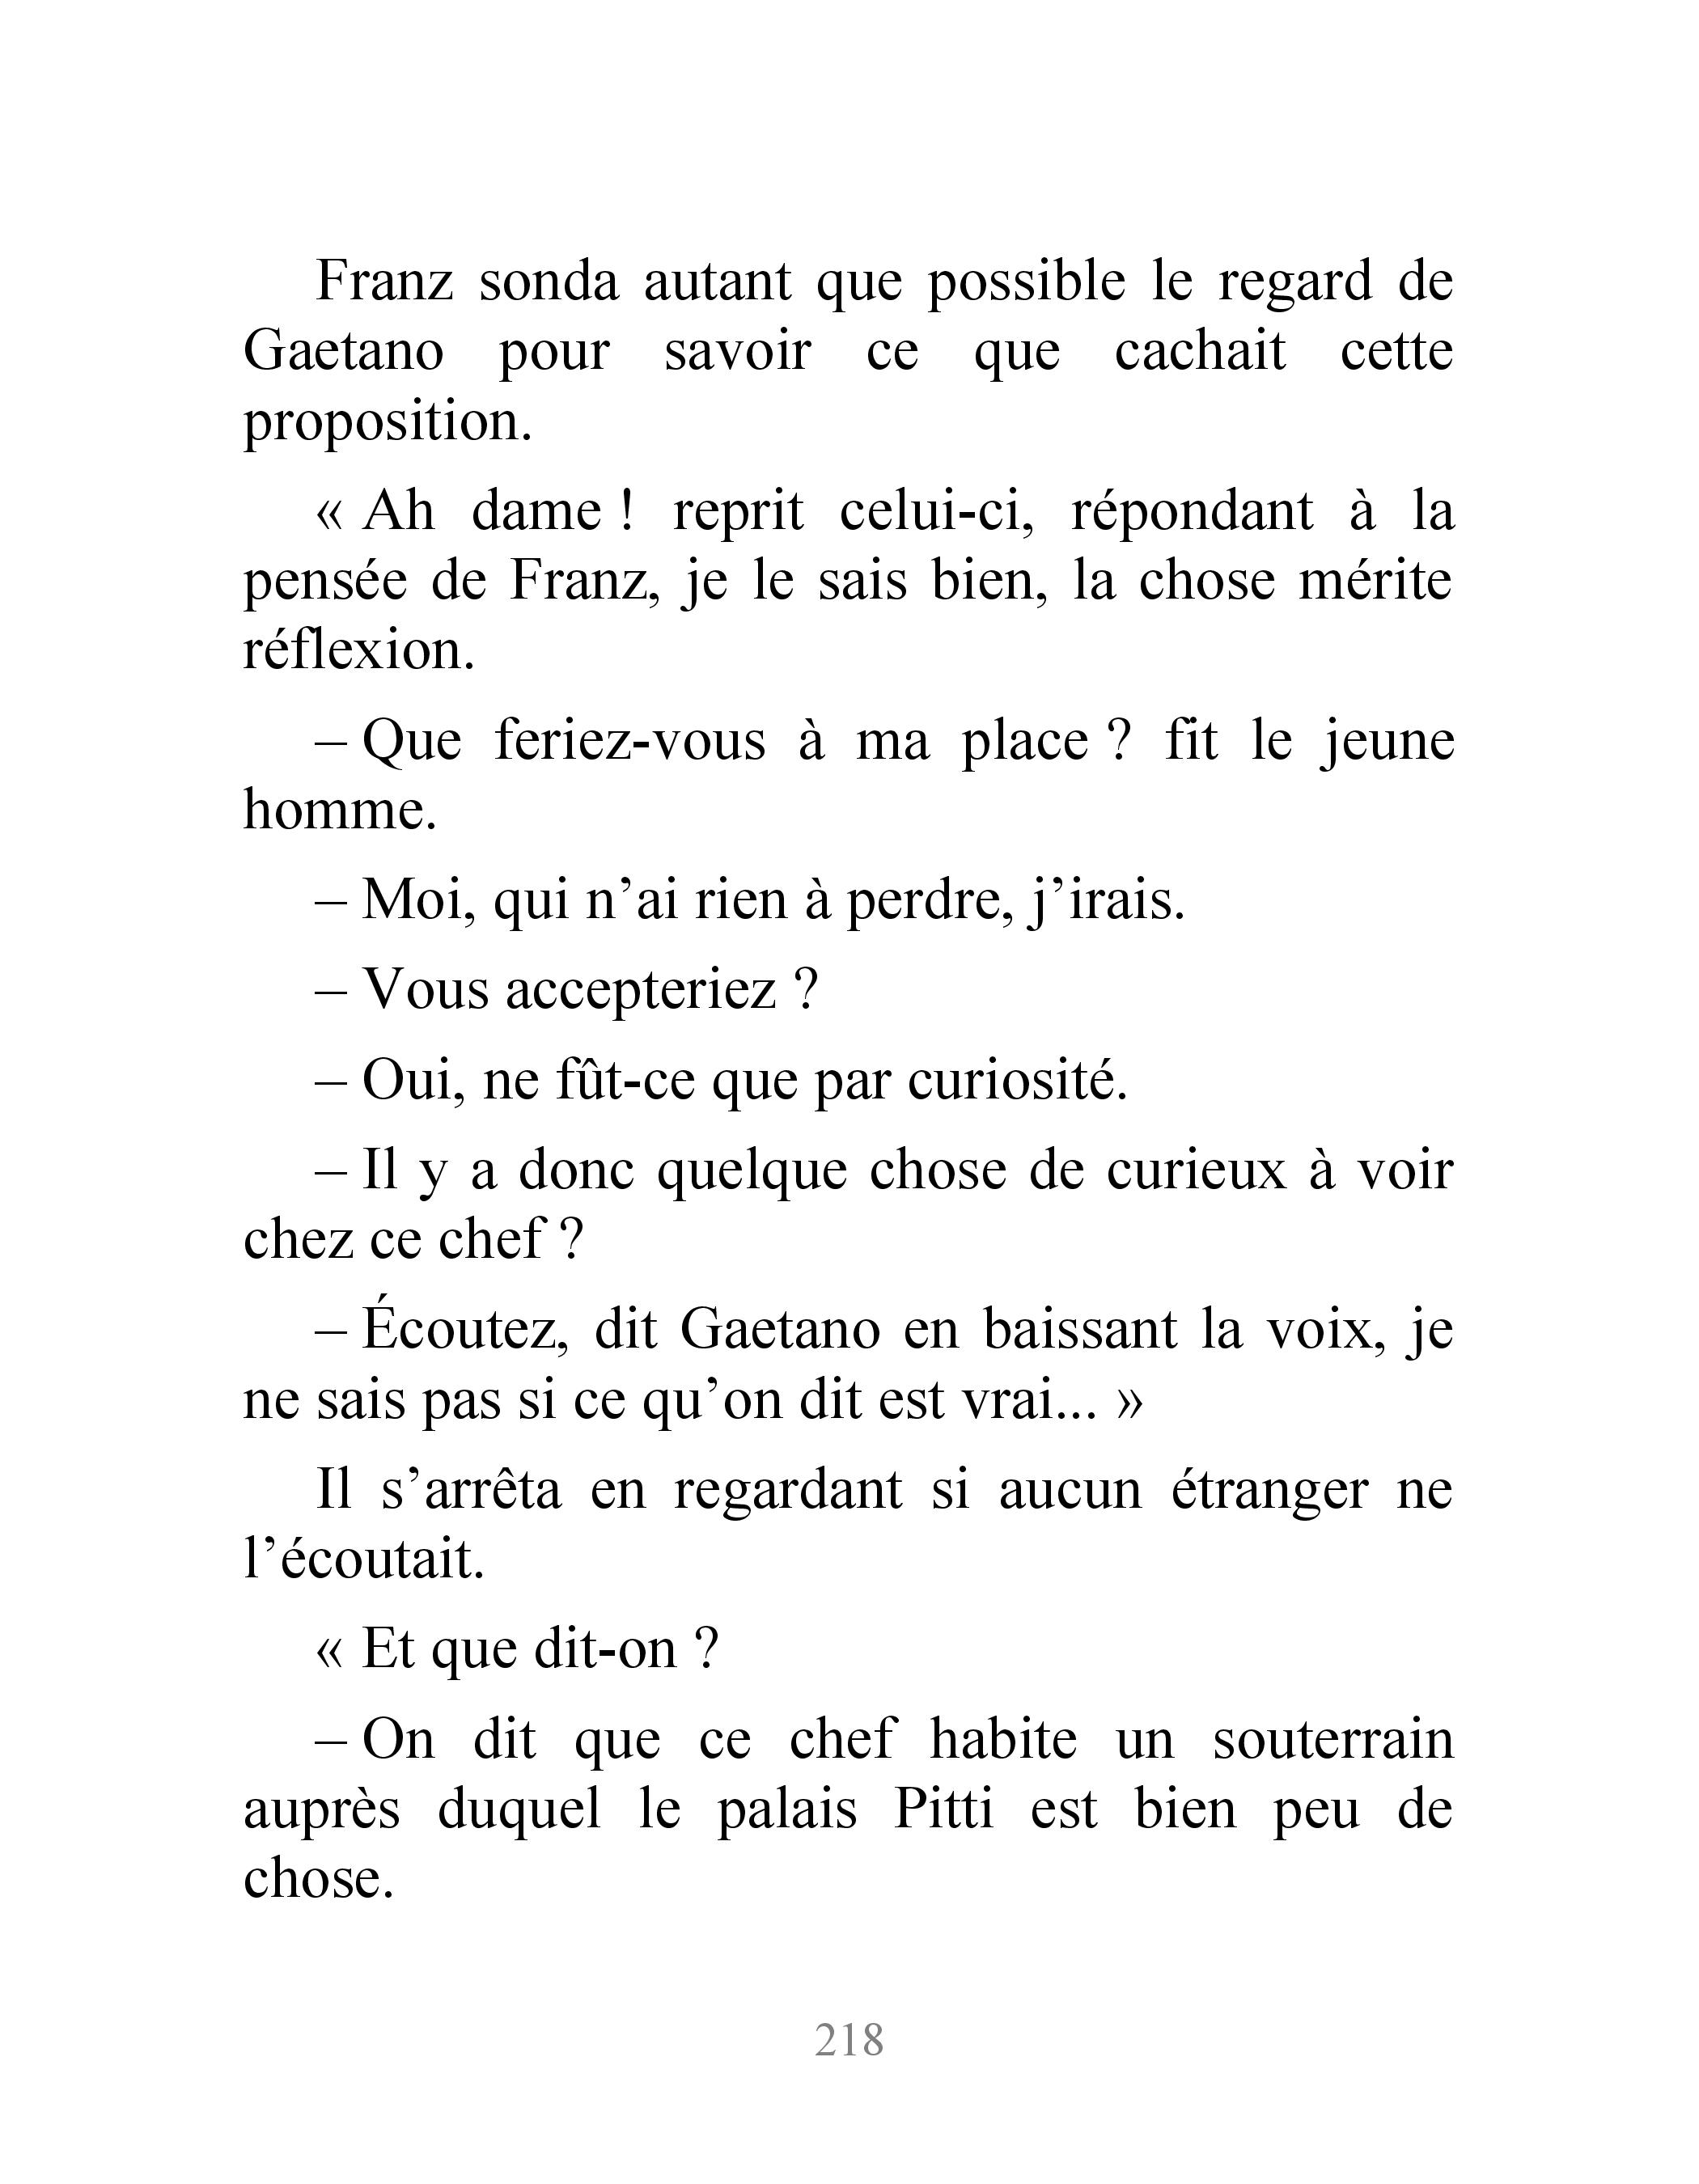 Franz sonda autant que possible le regard de
Gaetano pour savoir ce que cachait cette
proposition.
« Ah dame ! reprit celui-ci, répondant à la
pensée de Franz, je le sais bien, la chose mérite
réflexion.
– Que feriez-vous à ma place ? fit le jeune
homme.
– Moi, qui n’ai rien à perdre, j’irais.
– Vous accepteriez ?
– Oui, ne fût-ce que par curiosité.
– Il y a donc quelque chose de curieux à voir
chez ce chef ?
– Écoutez, dit Gaetano en baissant la voix, je
ne sais pas si ce qu’on dit est vrai... »
Il s’arrêta en regardant si aucun étranger ne
l’écoutait.
« Et que dit-on ?
– On dit que ce chef habite un souterrain
auprès duquel le palais Pitti est bien peu de
chose.
218